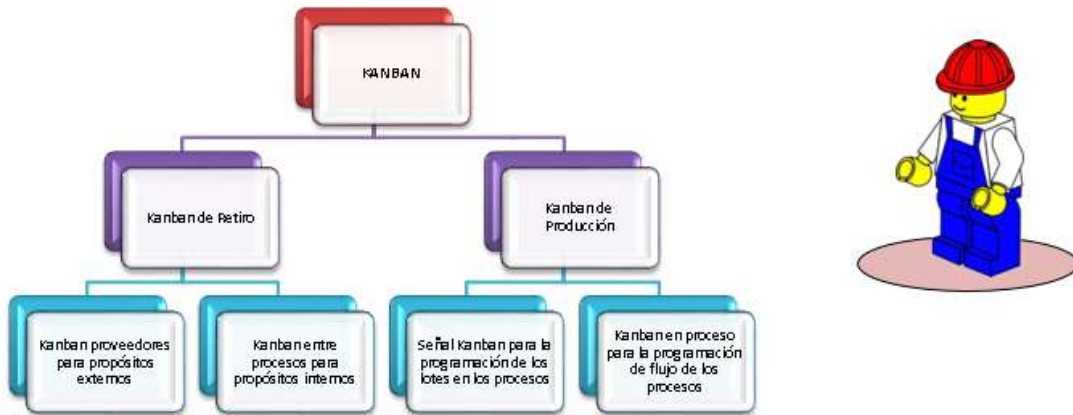 KANBAN
Kanban de Retiro
Kanban de
Producción
Kanban proveedores
para propósitos
externos
Kanban entre
procesos para
propósitos internos
Señal Kanban para la
programación de los
lotes en los procesos
Kanban en proceso
para la programación
de flujo de los
procesos